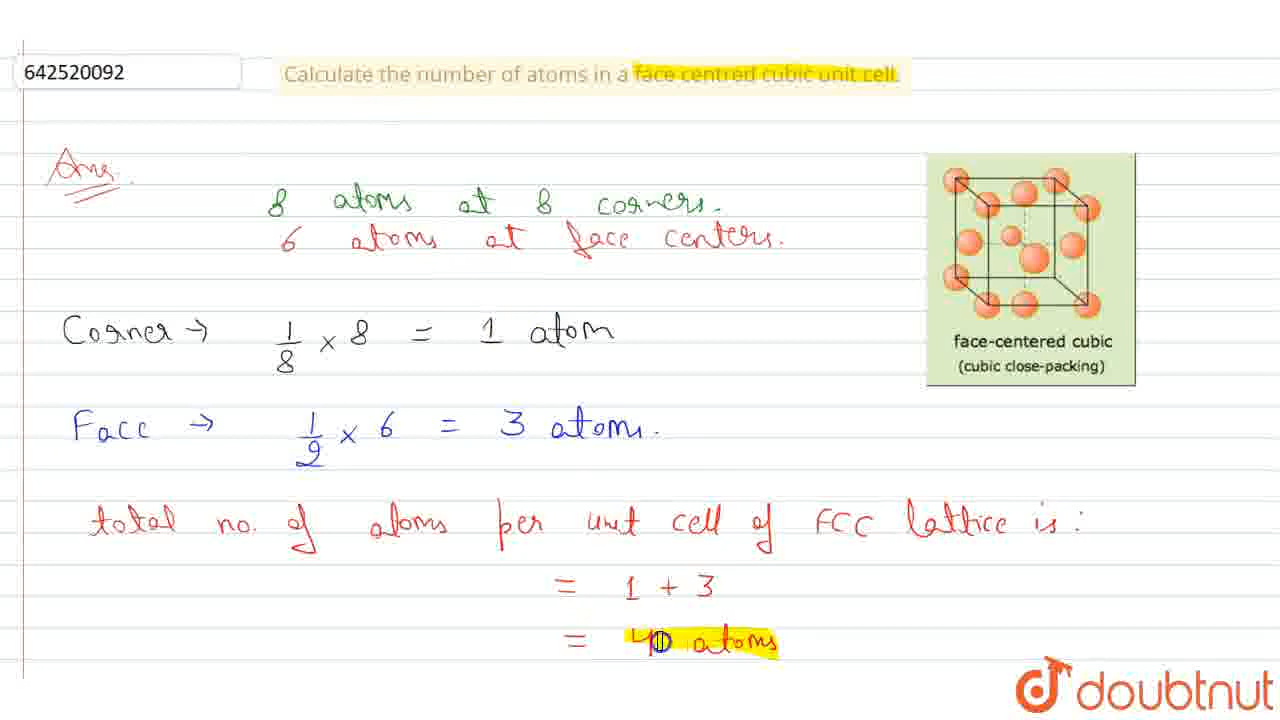 642520092
Calculate the number of atoms in a face centred cubic unit cell.
Ans.
8 atoms at 8 corners.
6 atoms at face centers.
face-centered cubic
(cubic close-packing)
Corner → 1/8 × 8 = 1 atom
Face → 1/2 × 6 = 3 atoms.
total no. of atoms per unit cell of FCC lattice is :
= 1 + 3
= 4 atoms
doubtnut